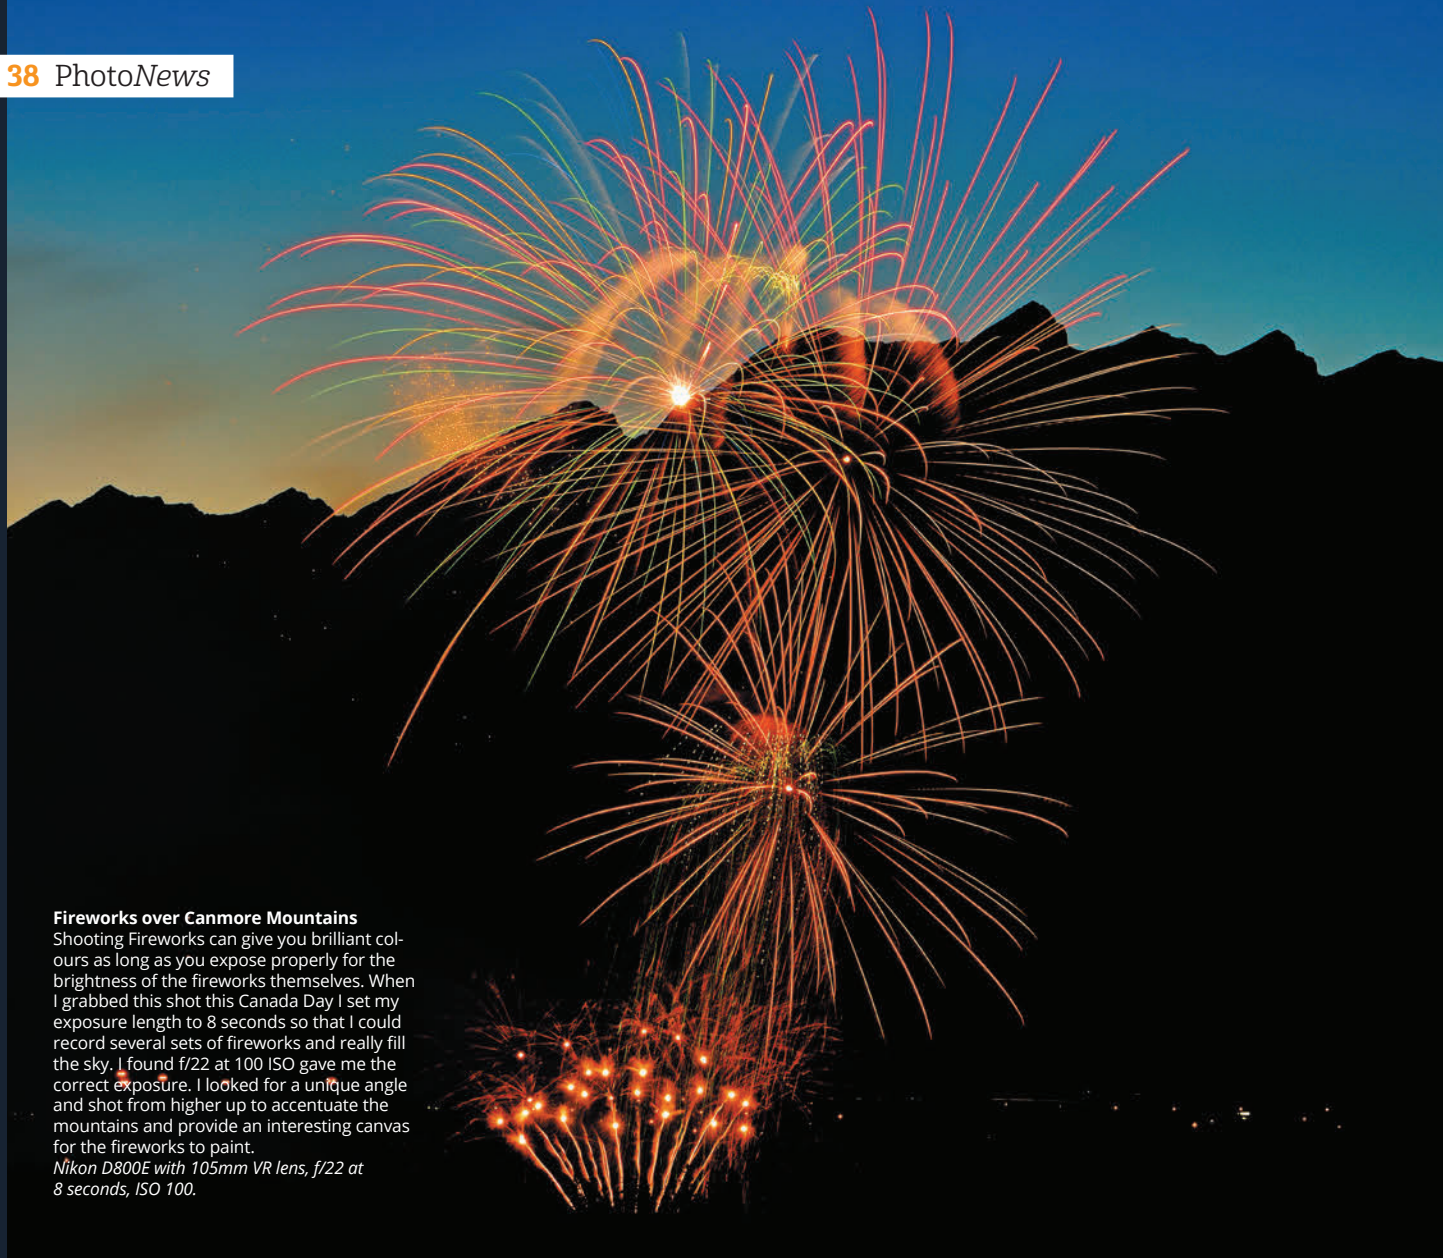 38 PhotoNews
Fireworks over Canmore Mountains
Shooting Fireworks can give you brilliant col-
ours as long as you expose properly for the
brightness of the fireworks themselves. When
I grabbed this shot this Canada Day I set my
exposure length to 8 seconds so that I could
record several sets of fireworks and really fill
the sky. I found f/22 at 100 ISO gave me the
correct exposure. I looked for a unique angle
and shot from higher up to accentuate the
mountains and provide an interesting canvas
for the fireworks to paint.
Nikon D800E with 105mm VR lens, f/22 at
8 seconds, ISO 100.